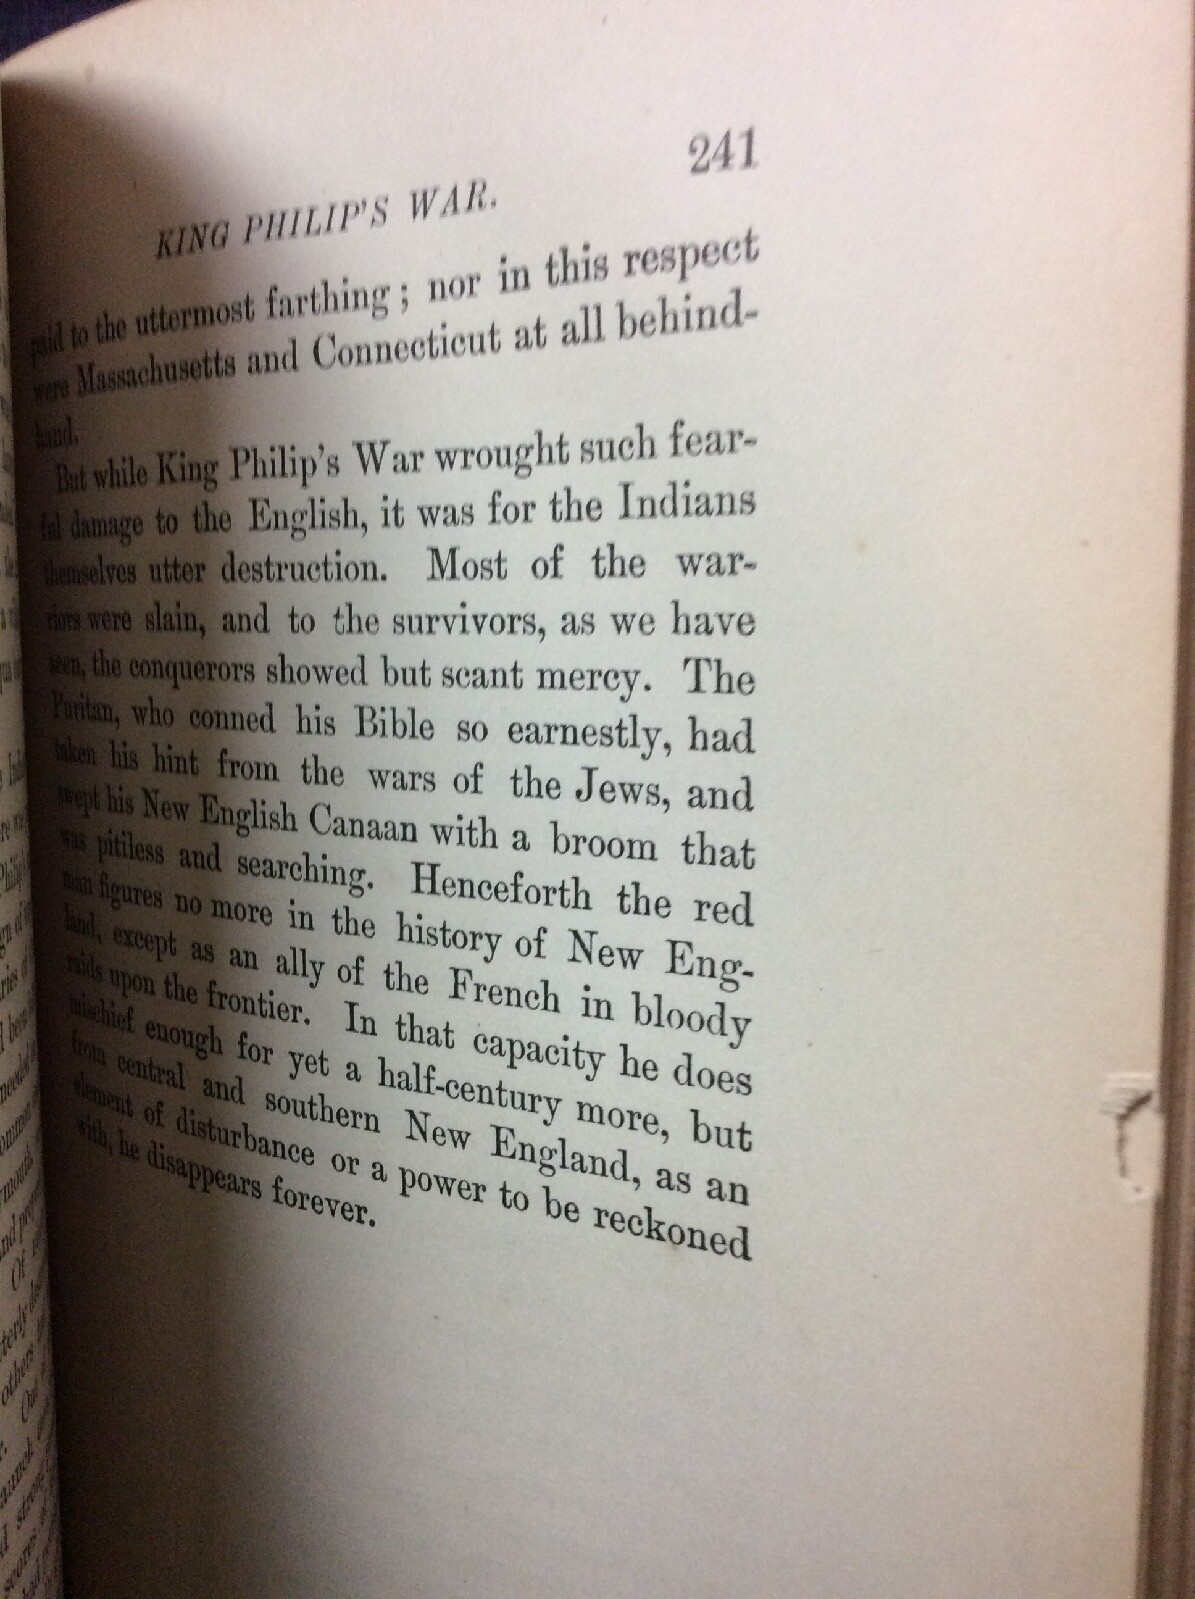 241
KING PHILIP'S WAR.
paid to the uttermost farthing; nor in this respect
were Massachusetts and Connecticut at all behind-
hand.
But while King Philip's War wrought such fear-
ful damage to the English, it was for the Indians
themselves utter destruction. Most of the war-
riors were slain, and to the survivors, as we have
seen, the conquerors showed but scant mercy. The
Puritan, who conned his Bible so earnestly, had
taken his hint from the wars of the Jews, and
swept his New English Canaan with a broom that
was pitiless and searching. Henceforth the red
man figures no more in the history of New Eng-
land, except as an ally of the French in bloody
raids upon the frontier. In that capacity he does
mischief enough for yet a half-century more, but
from central and southern New England, as an
element of disturbance or a power to be reckoned
with, he disappears forever.